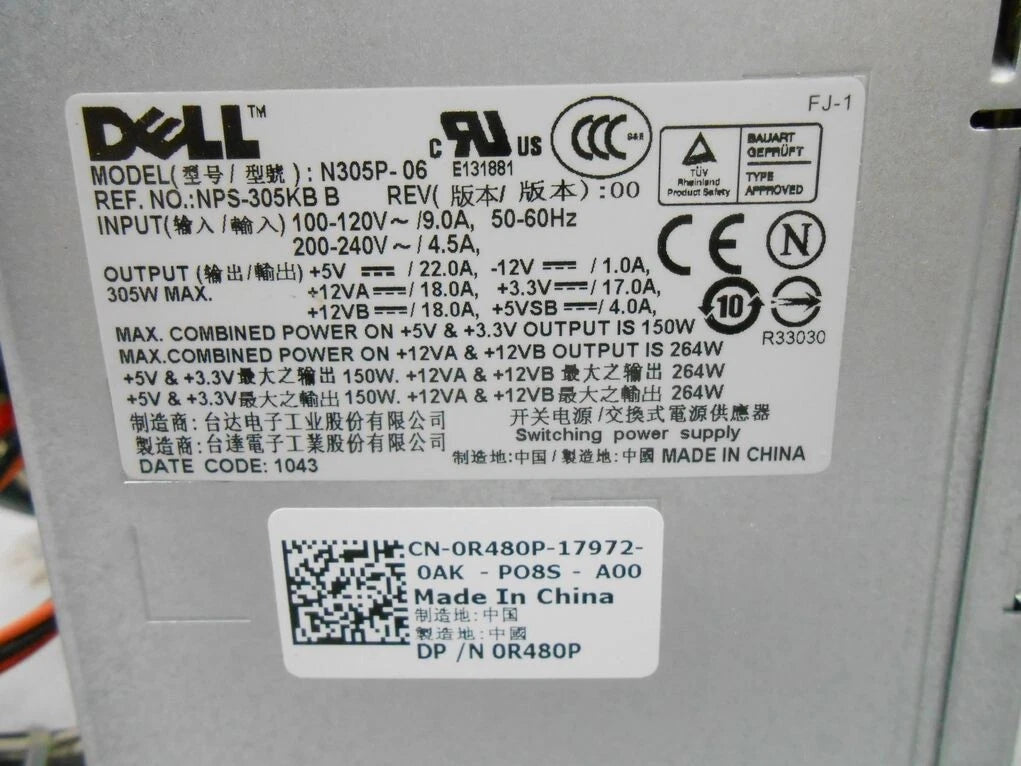 DELL™
FJ-1
MODEL(型号/型號): N305P-06
REF. NO.:NPS-305KB B REV(版本/版本):00
c UL US
E131881
CCC S&E
TÜV
Rheinland
Product Safety
BAUART
GEPRÜFT
TYPE
APPROVED
INPUT(输入/輸入) 100-120V~/9.0A, 50-60Hz
200-240V~/4.5A,
OUTPUT (输出/輸出) +5V ⎓/22.0A, -12V ⎓/1.0A,
305W MAX. +12VA⎓/18.0A, +3.3V⎓/17.0A,
+12VB⎓/18.0A, +5VSB⎓/4.0A,
CE
N
10
R33030
MAX. COMBINED POWER ON +5V & +3.3V OUTPUT IS 150W
MAX.COMBINED POWER ON +12VA & +12VB OUTPUT IS 264W
+5V & +3.3V最大之输出 150W. +12VA & +12VB 最大之输出 264W
+5V & +3.3V最大之輸出 150W. +12VA & +12VB 最大之輸出 264W
制造商: 台达电子工业股份有限公司
製造商: 台達電子工業股份有限公司
开关电源/交換式電源供應器
Switching power supply
DATE CODE: 1043
制造地:中国/製造地:中國 MADE IN CHINA
CN-0R480P-17972-
0AK - PO8S - A00
Made In China
制造地:中国
製造地:中國
DP /N 0R480P